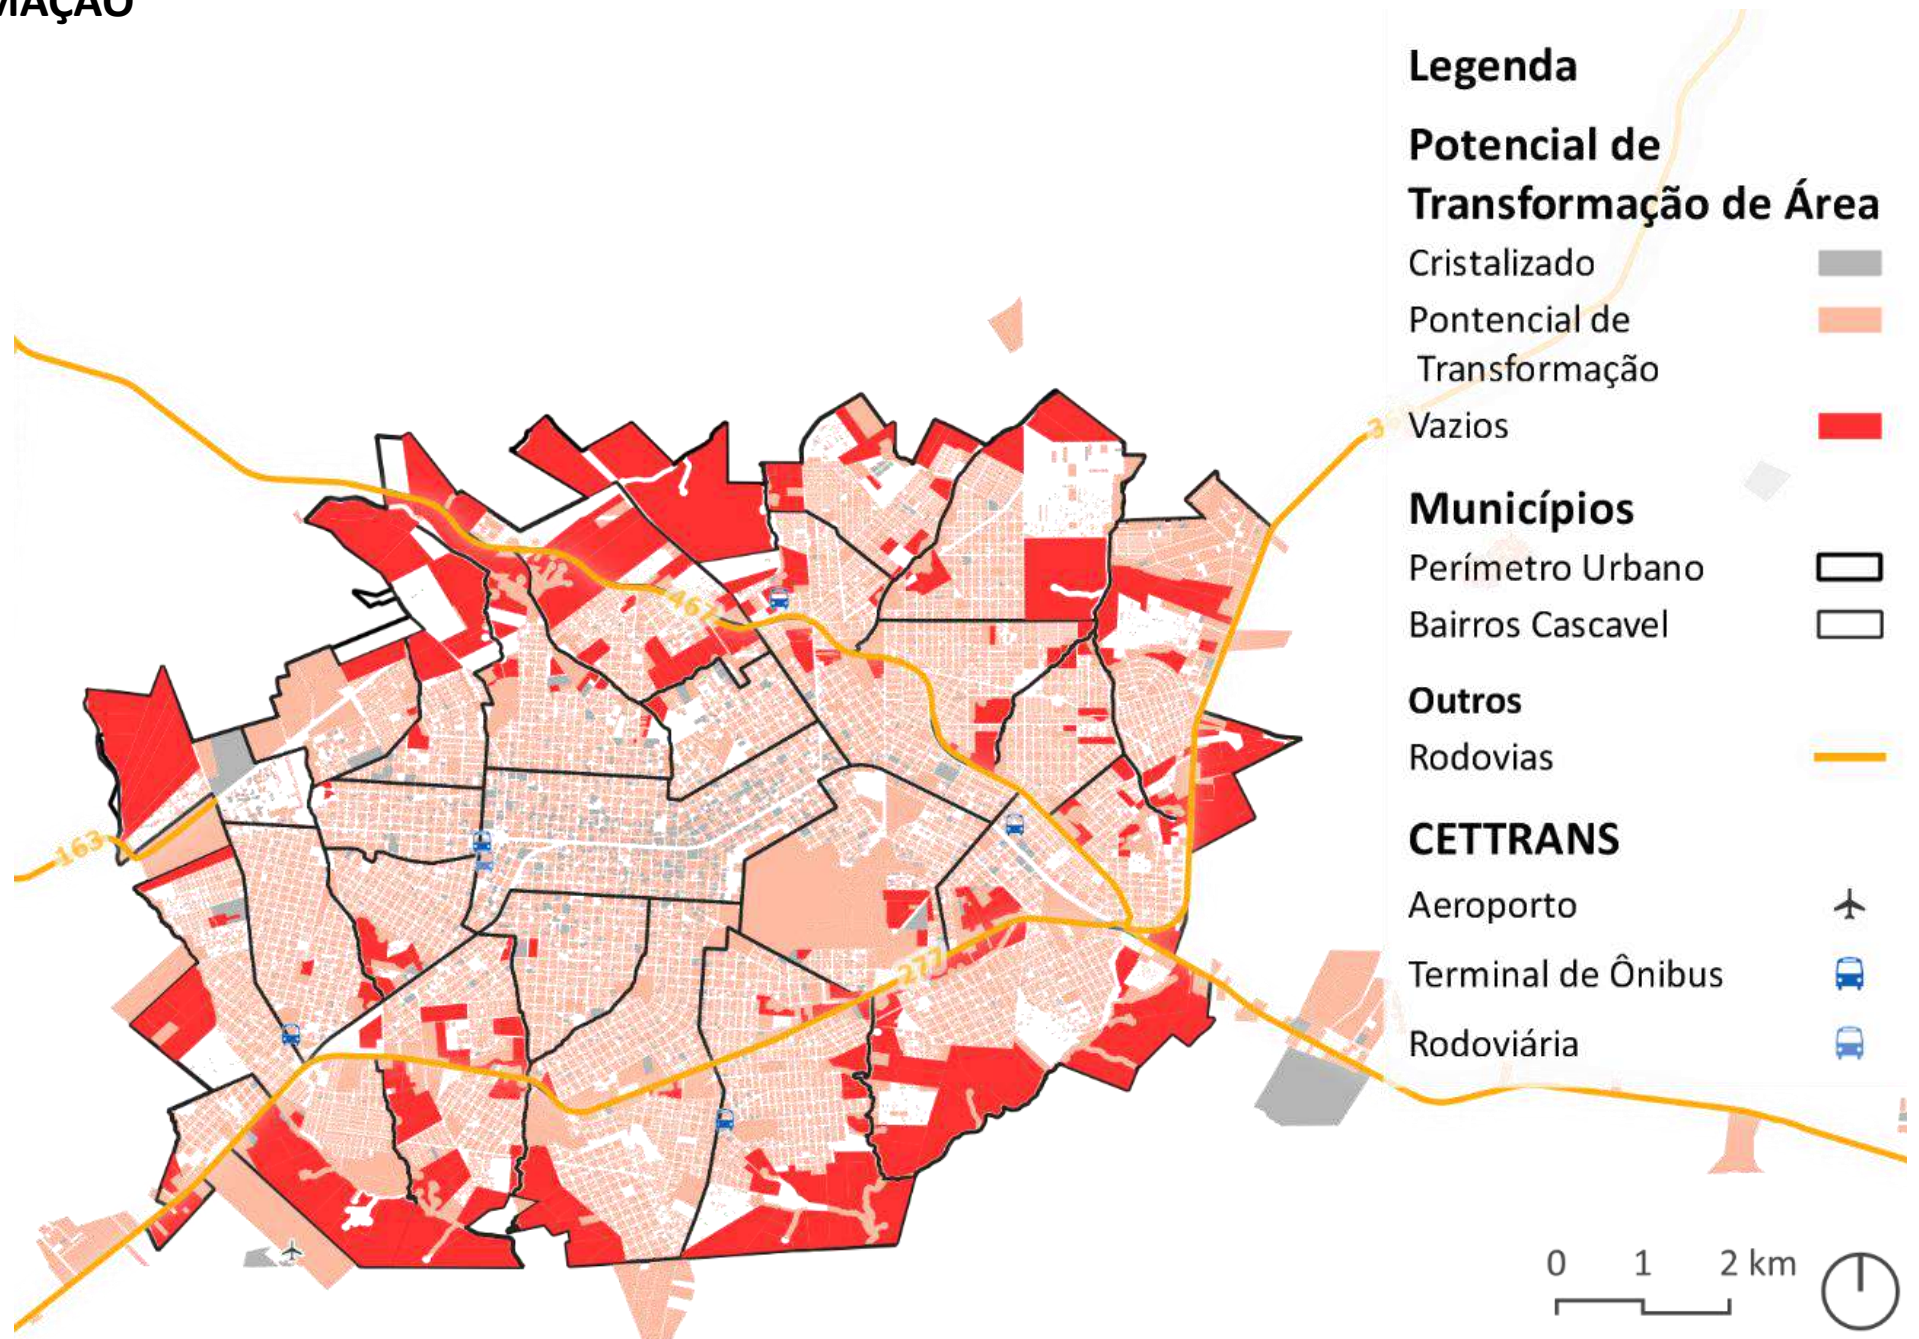 MAÇÃO
Legenda
Potencial de
Transformação de Área
Cristalizado
Pontencial de
Transformação
Vazios
Municípios
Perímetro Urbano
Bairros Cascavel
Outros
Rodovias
CETTRANS
Aeroporto
Terminal de Ônibus
Rodoviária
467
163
277
0 1 2 km